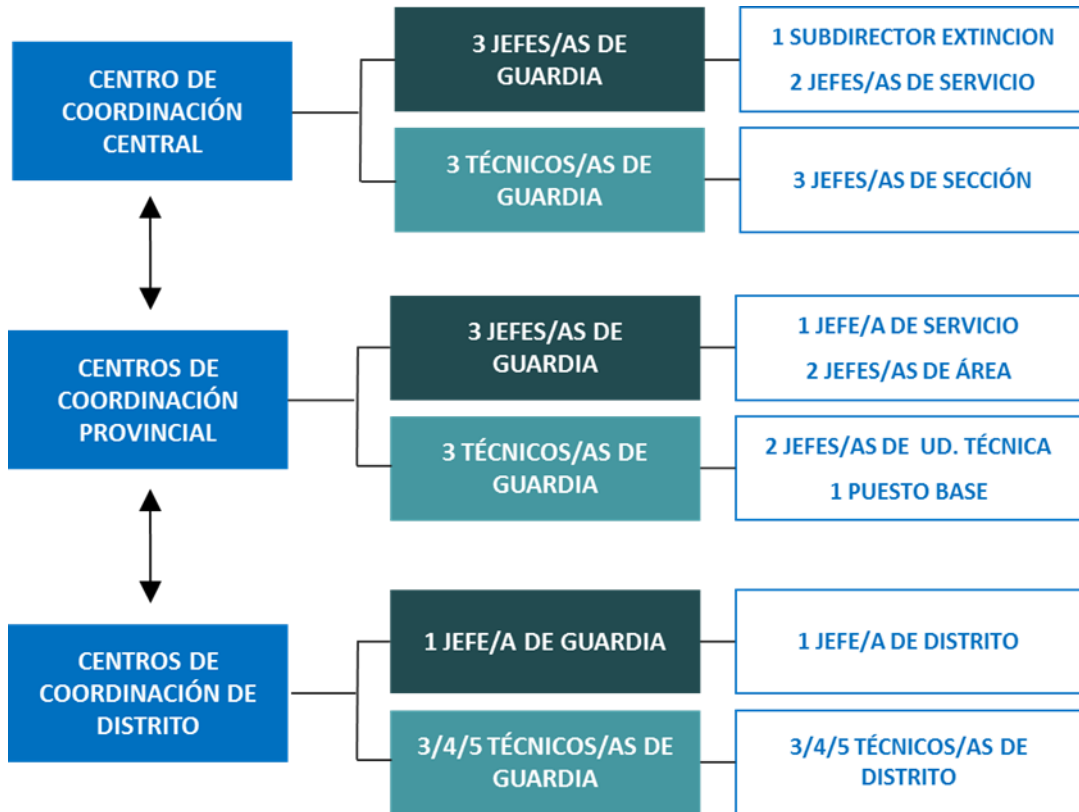 CENTRO DE
COORDINACIÓN
CENTRAL
3 JEFES/AS DE
GUARDIA
1 SUBDIRECTOR EXTINCION
2 JEFES/AS DE SERVICIO
3 TÉCNICOS/AS DE
GUARDIA
3 JEFES/AS DE SECCIÓN
CENTROS DE
COORDINACIÓN
PROVINCIAL
3 JEFES/AS DE
GUARDIA
1 JEFE/A DE SERVICIO
2 JEFES/AS DE ÁREA
3 TÉCNICOS/AS DE
GUARDIA
2 JEFES/AS DE UD. TÉCNICA
1 PUESTO BASE
CENTROS DE
COORDINACIÓN DE
DISTRITO
1 JEFE/A DE GUARDIA
1 JEFE/A DE DISTRITO
3/4/5 TÉCNICOS/AS DE
GUARDIA
3/4/5 TÉCNICOS/AS DE
DISTRITO